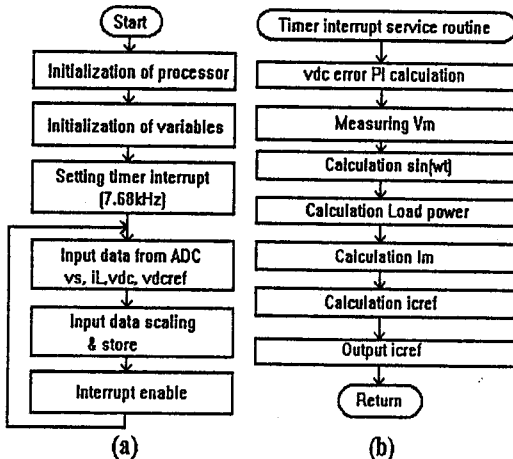 Start
Initialization of processor
Initialization of variables
Setting timer interrupt
(7.68kHz)
Input data from ADC
vs, iL,vdc, vdcref
Input data scaling
& store
Interrupt enable
(a)
Timer interrupt service routine
vdc error PI calculation
Measuring Vm
Calculation sin(wt)
Calculation Load power
Calculation Im
Calculation icref
Output icref
Return
(b)